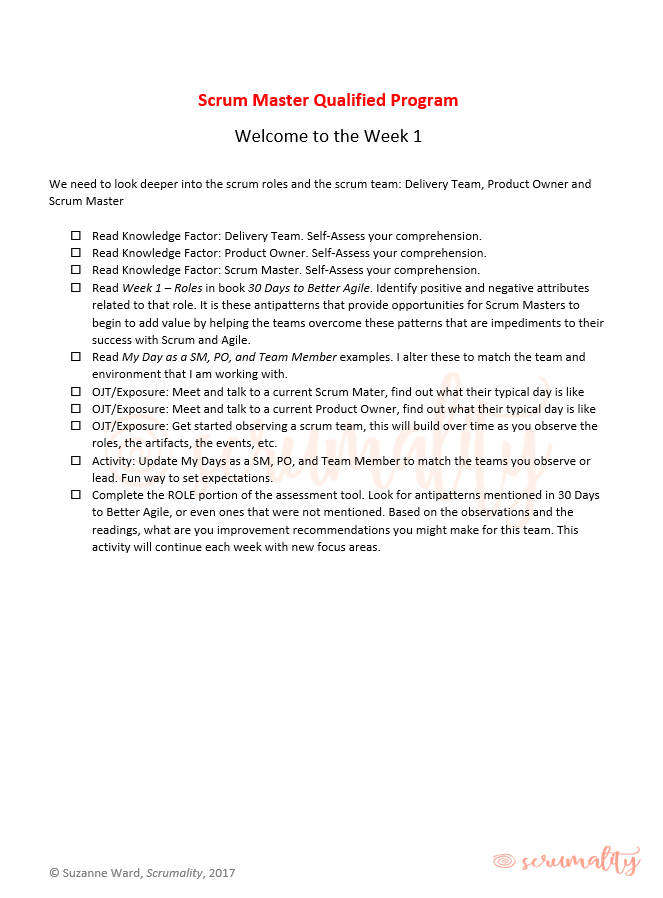 Scrum Master Qualified Program
Welcome to the Week 1
We need to look deeper into the scrum roles and the scrum team: Delivery Team, Product Owner and
Scrum Master
☐ Read Knowledge Factor: Delivery Team. Self-Assess your comprehension.
☐ Read Knowledge Factor: Product Owner. Self-Assess your comprehension.
☐ Read Knowledge Factor: Scrum Master. Self-Assess your comprehension.
☐ Read Week 1 – Roles in book 30 Days to Better Agile. Identify positive and negative attributes
related to that role. It is these antipatterns that provide opportunities for Scrum Masters to
begin to add value by helping the teams overcome these patterns that are impediments to their
success with Scrum and Agile.
☐ Read My Day as a SM, PO, and Team Member examples. I alter these to match the team and
environment that I am working with.
☐ OJT/Exposure: Meet and talk to a current Scrum Mater, find out what their typical day is like
☐ OJT/Exposure: Meet and talk to a current Product Owner, find out what their typical day is like
☐ OJT/Exposure: Get started observing a scrum team, this will build over time as you observe the
roles, the artifacts, the events, etc.
☐ Activity: Update My Days as a SM, PO, and Team Member to match the teams you observe or
lead. Fun way to set expectations.
☐ Complete the ROLE portion of the assessment tool. Look for antipatterns mentioned in 30 Days
to Better Agile, or even ones that were not mentioned. Based on the observations and the
readings, what are you improvement recommendations you might make for this team. This
activity will continue each week with new focus areas.
scrumality
scrumality
© Suzanne Ward, Scrumality, 2017